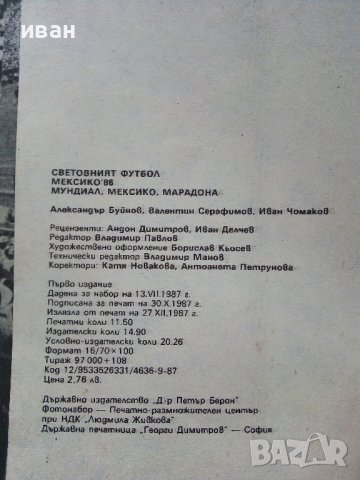 иван
СВЕТОВНИЯТ ФУТБОЛ
МЕКСИКО'86
МУНДИАЛ, МЕКСИКО, МАРАДОНА
Александър Буйнов, Валентин Серафимов, Иван Чомаков
Рецензенти: Андон Димитров, Иван Делчев
Редактор Владимир Павлов
Художествено оформление Борислав Кьосев
Технически редактор Владимир Манов
Коректори: Катя Новакова, Антоанета Петрунова
Първо издание
Дадена за набор на 13.VII.1987 г.
Подписана за печат на 30.X.1987 г.
Излязла от печат на 27.XII.1987 г.
Печатни коли 11.50
Издателски коли 14.90
Условно-издателски коли 20.26
Формат 16/70×100
Тираж 97 000+108
Код 12/9533526331/4636-9-87
Цена 2,76 лв.
Държавно издателство „Д-р Петър Берон"
Фотонабор — Печатно-размножителен център
при НДК „Людмила Живкова"
Държавна печатница „Георги Димитров" — София
BAZAR.bg